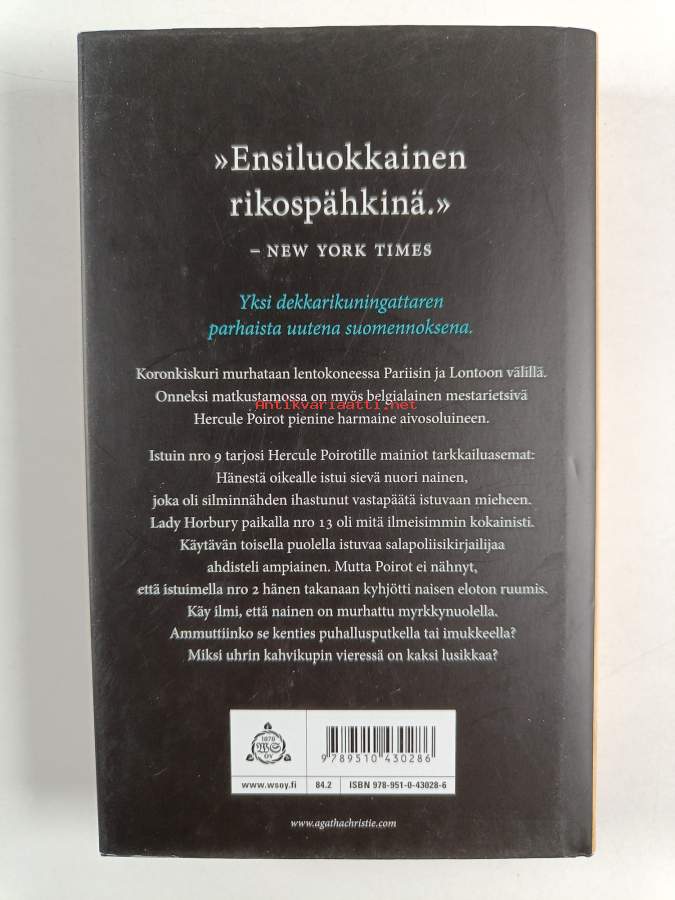 »Ensiluokkainen
rikospähkinä.»
– NEW YORK TIMES
Yksi dekkarikuningattaren
parhaista uutena suomennoksena.
Koronkiskuri murhataan lentokoneessa Pariisin ja Lontoon välillä.
Onneksi matkustamossa on myös belgialainen mestarietsivä
Antikvariaatti.net
Hercule Poirot pienine harmaine aivosoluineen.
Istuin nro 9 tarjosi Hercule Poirotille mainiot tarkkailuasemat:
Hänestä oikealle istui sievä nuori nainen,
joka oli silminnähden ihastunut vastapäätä istuvaan mieheen.
Lady Horbury paikalla nro 13 oli mitä ilmeisimmin kokainisti.
Käytävän toisella puolella istuvaa salapoliisikirjailijaa
ahdisteli ampiainen. Mutta Poirot ei nähnyt,
että istuimella nro 2 hänen takanaan kyhjötti naisen eloton ruumis.
Käy ilmi, että nainen on murhattu myrkkynuolella.
Ammuttiinko se kenties puhallusputkella tai imukkeella?
Miksi uhrin kahvikupin vieressä on kaksi lusikkaa?
1878
WS
OY
9 789510 430286
www.wsoy.fi
84.2
ISBN 978-951-0-43028-6
www.agathachristie.com